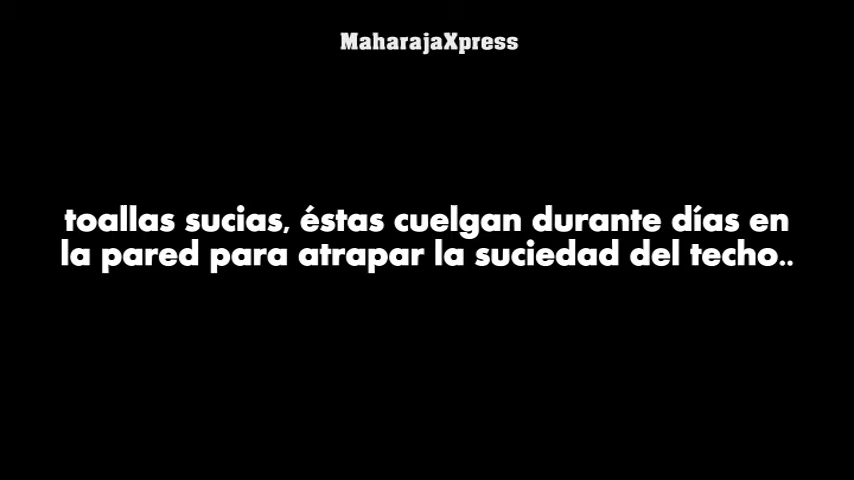 MaharajaXpress
toallas sucias, éstas cuelgan durante días en
la pared para atrapar la suciedad del techo..